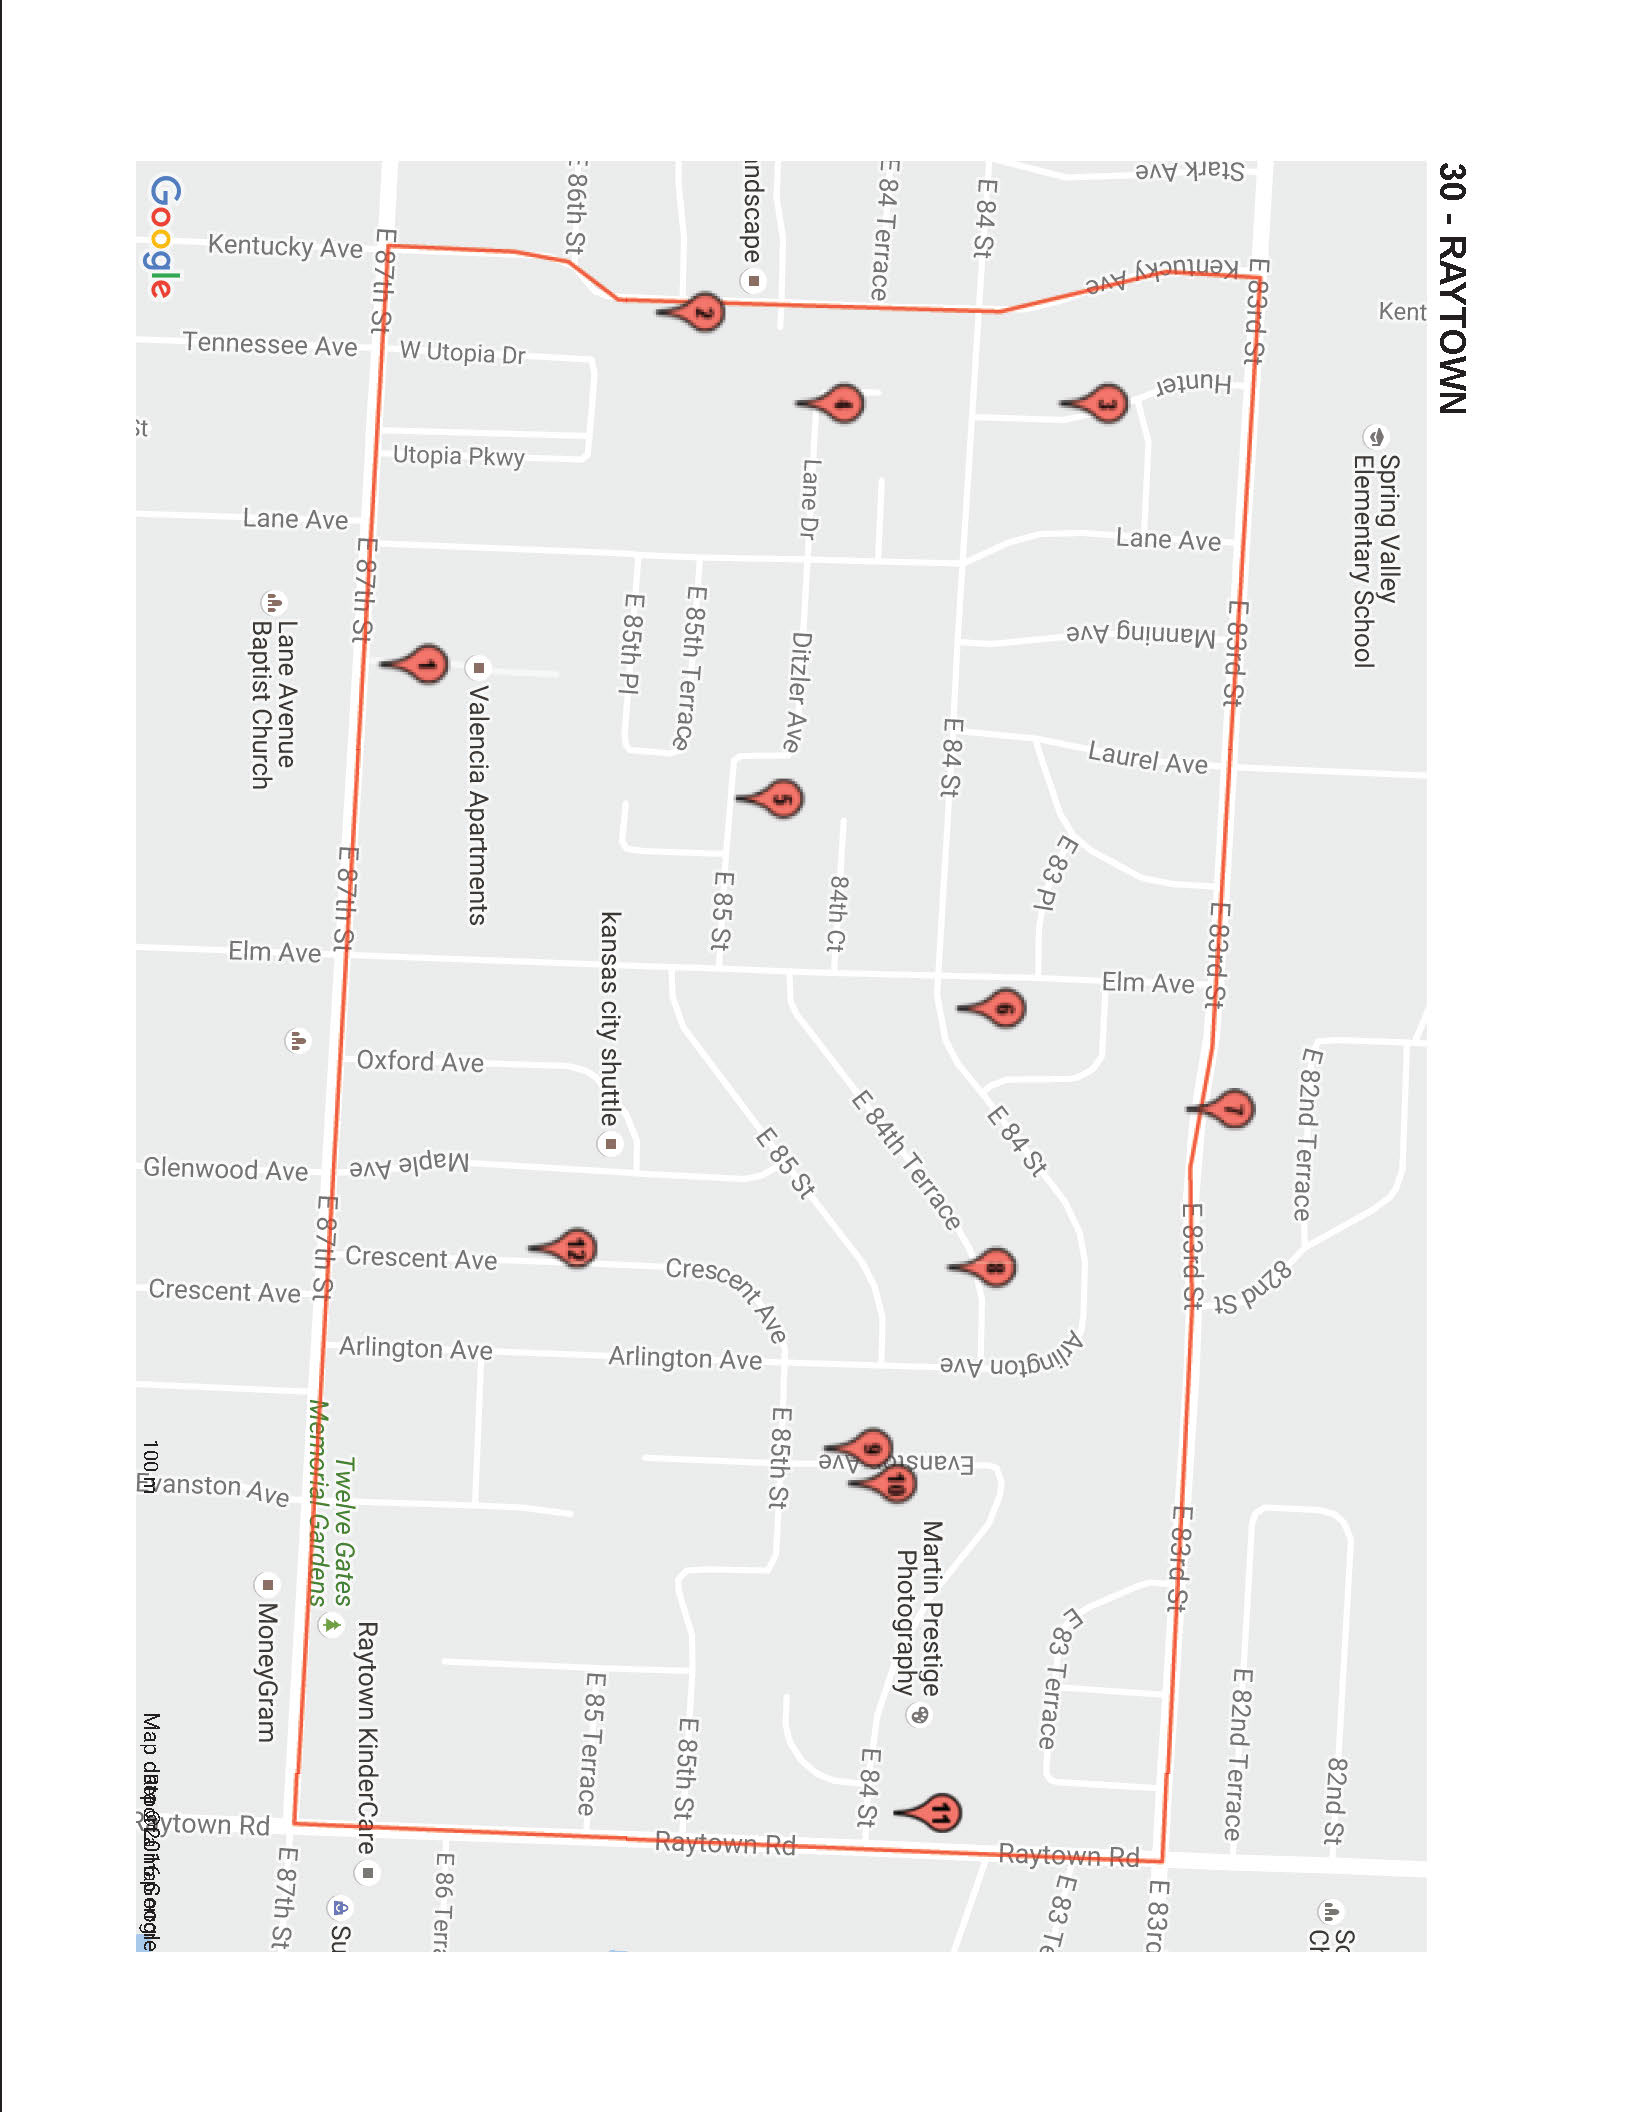 30 - RAYTOWN
Kent
Spring Valley
Elementary School
Stark Ave
E 83rd St
Kentucky Ave
Hunter
Lane Ave
E 83rd St
Manning Ave
Laurel Ave
E 83 Pl
E 83rd St
Elm Ave
E 82nd Terrace
82nd St
E 83rd St
E 83rd St
E 83 Terrace
E 82nd Terrace
82nd St
E 83rd
E 83 Te
So
Ch
E 84 St
E 84 Terrace
ndscape
E 86th St
3
4
2
Lane Dr
E 84 St
Ditzler Ave
E 85th Terrace
E 85th Pl
5
84th Ct
E 85 St
6
7
E 84 St
E 84th Terrace
8
E 85 St
Arlington Ave
kansas city shuttle
Valencia Apartments
1
Kentucky Ave
E 87th St
Tennessee Ave
W Utopia Dr
Utopia Pkwy
St
Lane Ave
E 87th St
Lane Avenue
Baptist Church
E 87th St
Elm Ave
Oxford Ave
Glenwood Ave
Maple Ave
E 87th St
Crescent Ave
12
Crescent Ave
Crescent Ave
Arlington Ave
Arlington Ave
E 85th St
Evanston Ave
9
10
Martin Prestige
Photography
E 84 St
11
Raytown Rd
Raytown Rd
E 85th St
E 85 Terrace
Twelve Gates
Memorial Gardens
Evanston Ave
MoneyGram
Raytown KinderCare
Raytown Rd
E 87th St
E 86 Terra
Su
Google
100 m